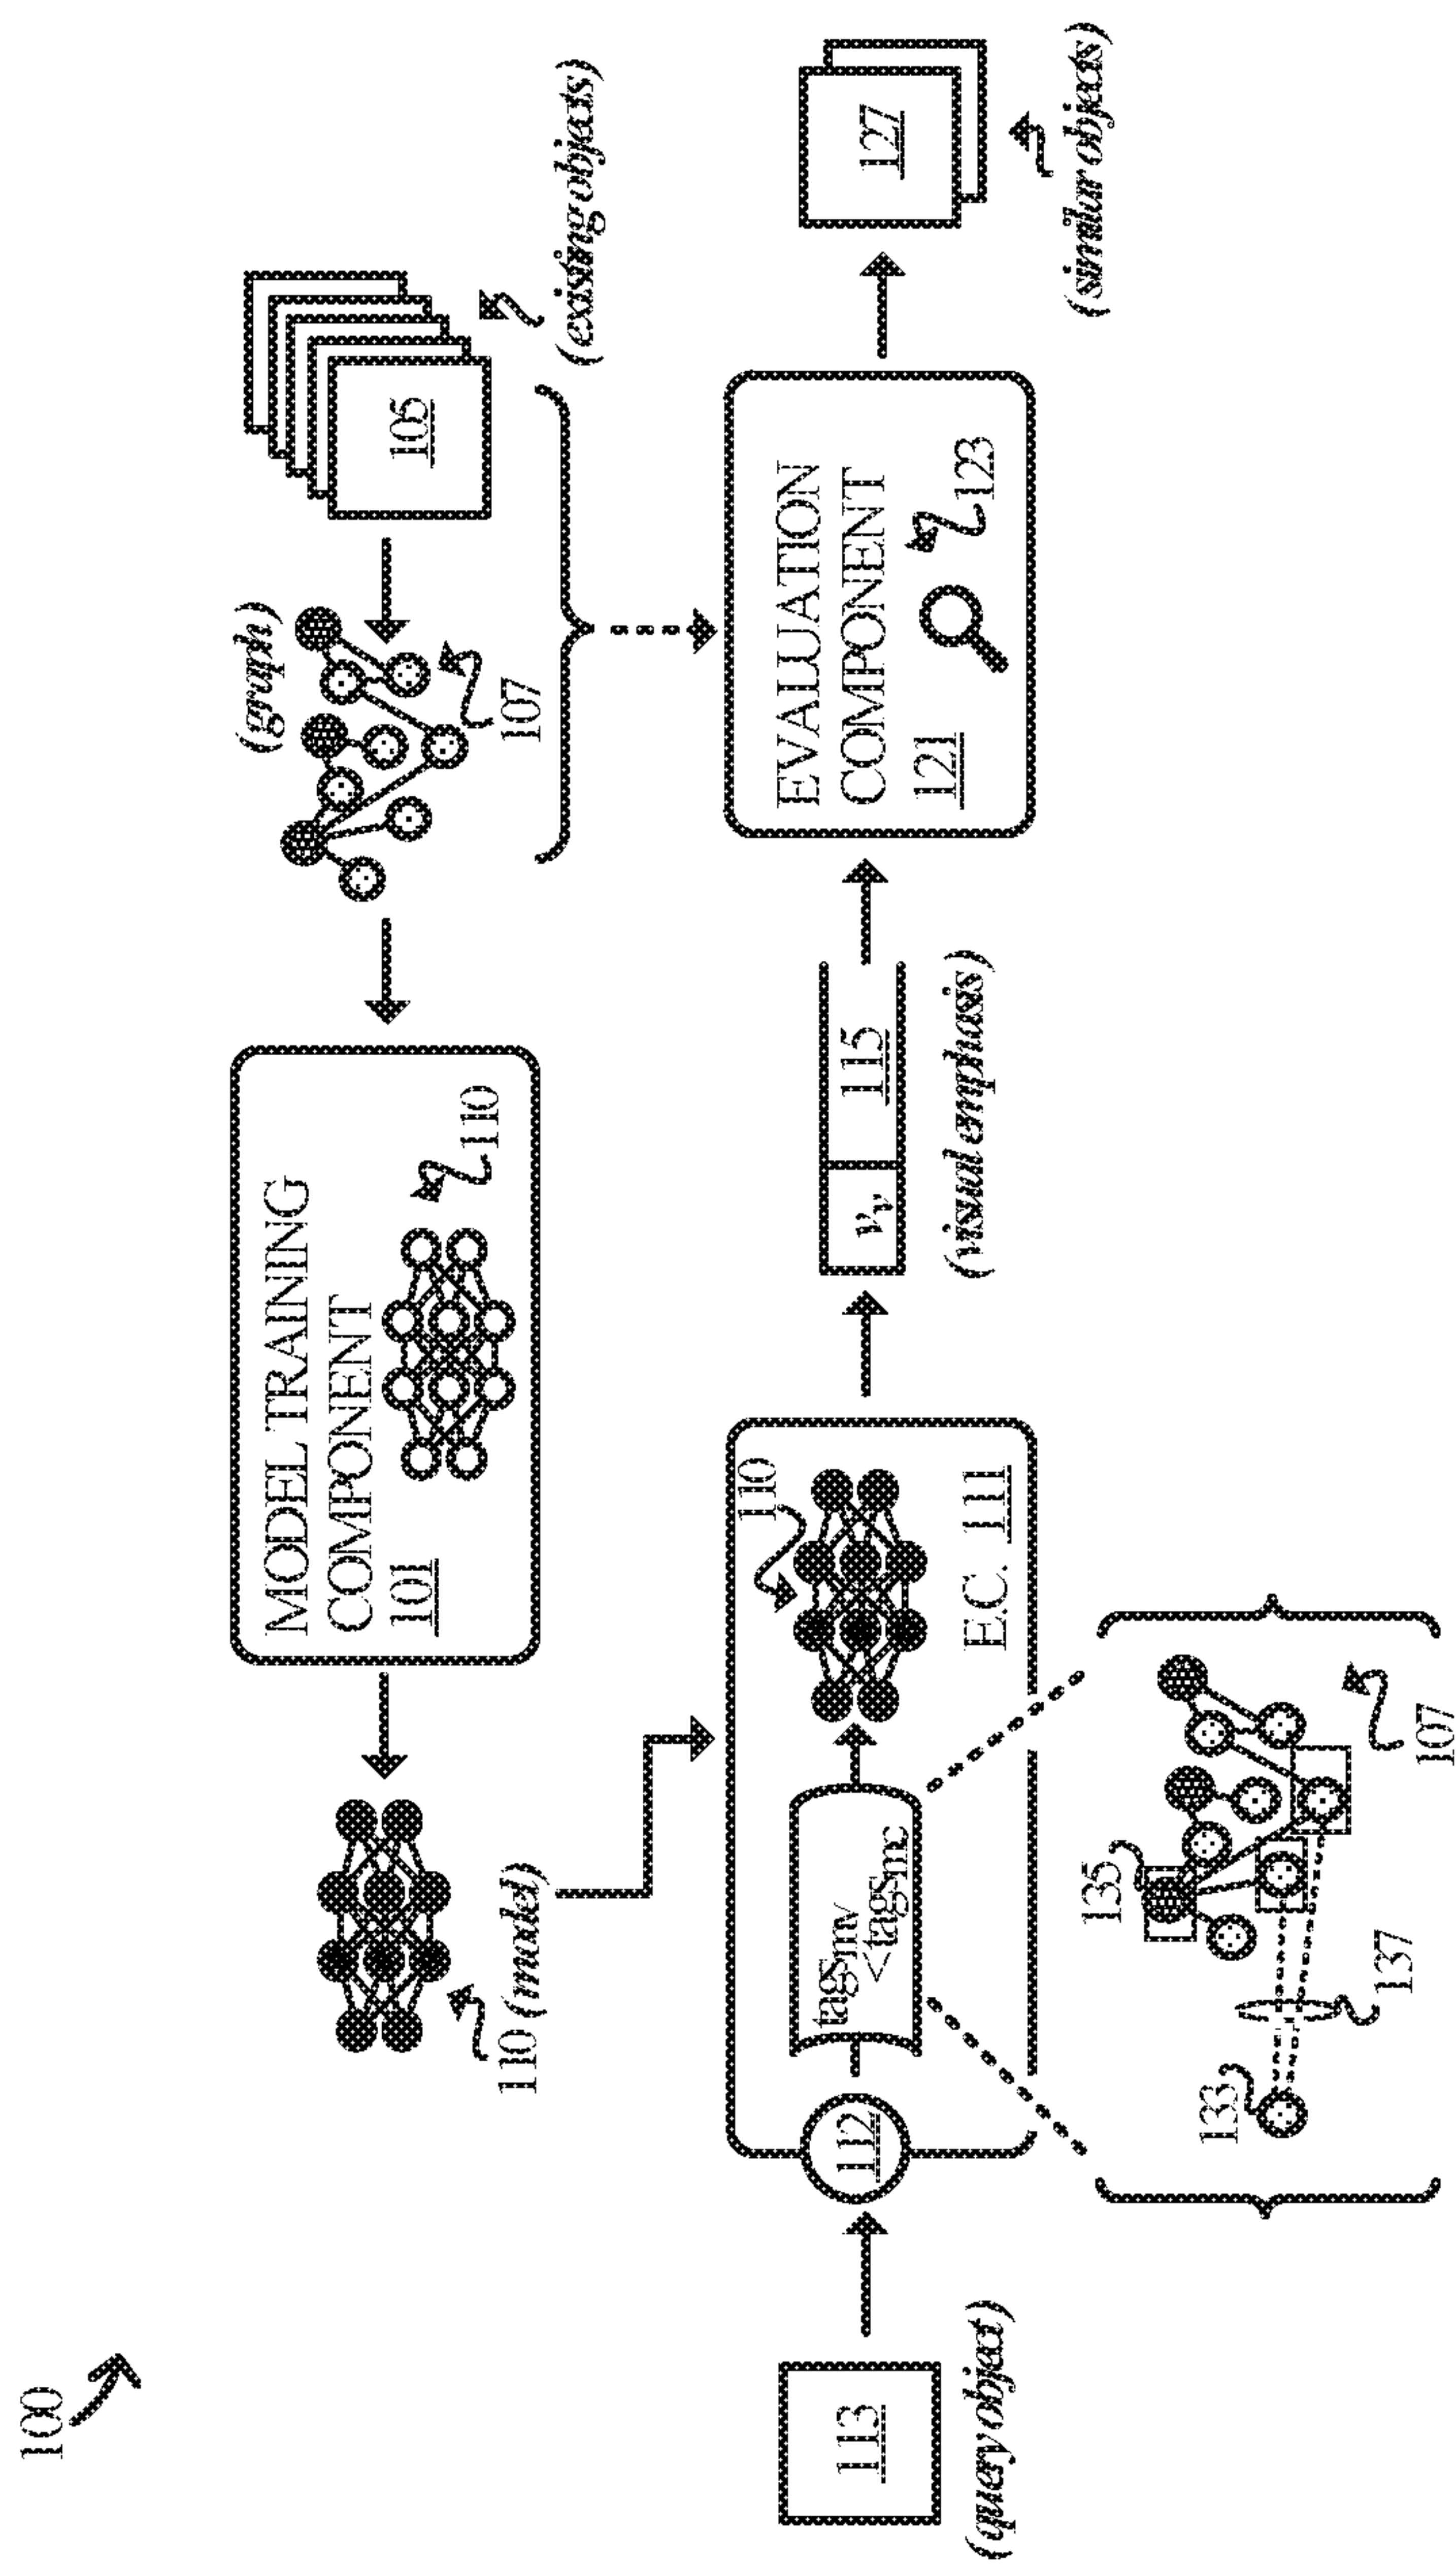 100
(graph)
107
105
(existing objects)
MODEL TRAINING
COMPONENT
101
110
110 (model)
113
(query object)
112
tagsmv
<tagsmc
110
E.C. 111
v_v
115
(visual emphasis)
EVALUATION
COMPONENT
121
123
127
(similar objects)
133
135
137
107